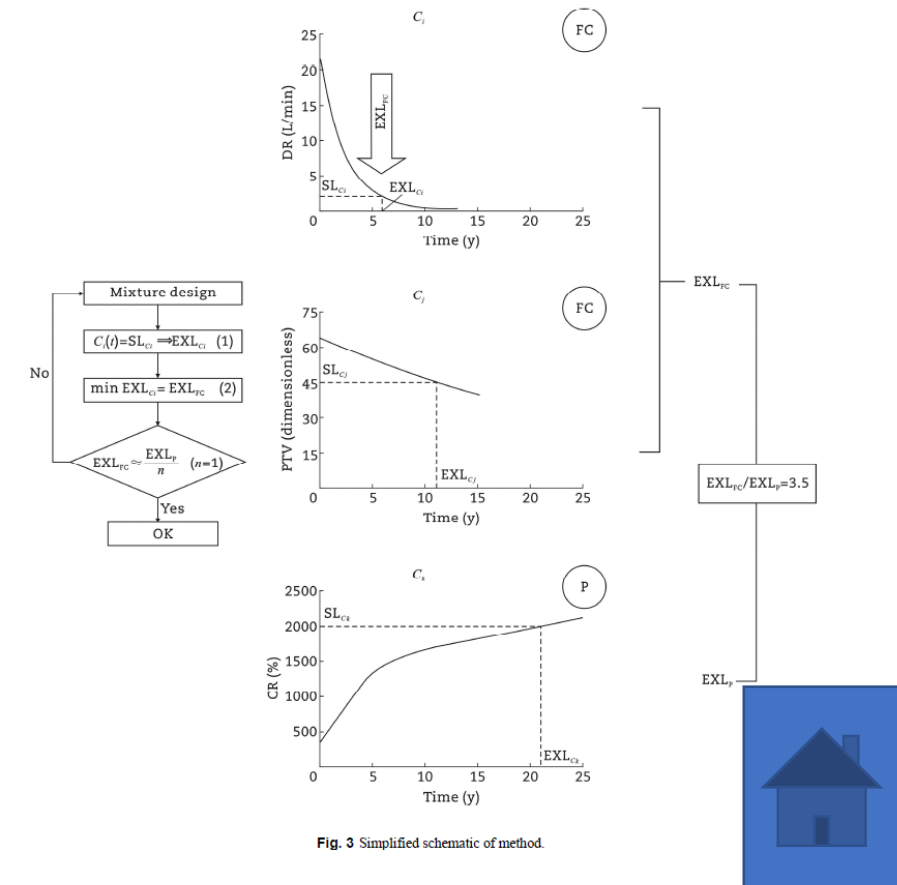 C_i
FC
25
20
15
10
5
DR (L/min)
EXL_FC
SL_Ci
EXL_Ci
0 5 10 15 20 25
Time (y)
Mixture design
C_i(t)=SL_Ci ⇒EXL_Ci (1)
min EXL_Ci = EXL_FC (2)
EXL_FC ≈ EXL_P/n (n=1)
No
Yes
OK
C_j
FC
75
60
45
30
15
PTV (dimensionless)
SL_Cj
EXL_Cj
0 5 10 15 20 25
Time (y)
C_s
P
2500
2000
1500
1000
500
CR (%)
SL_Ck
EXL_Ck
0 5 10 15 20 25
Time (y)
EXL_FC
EXL_FC/EXL_P=3.5
EXL_P
Fig. 3 Simplified schematic of method.